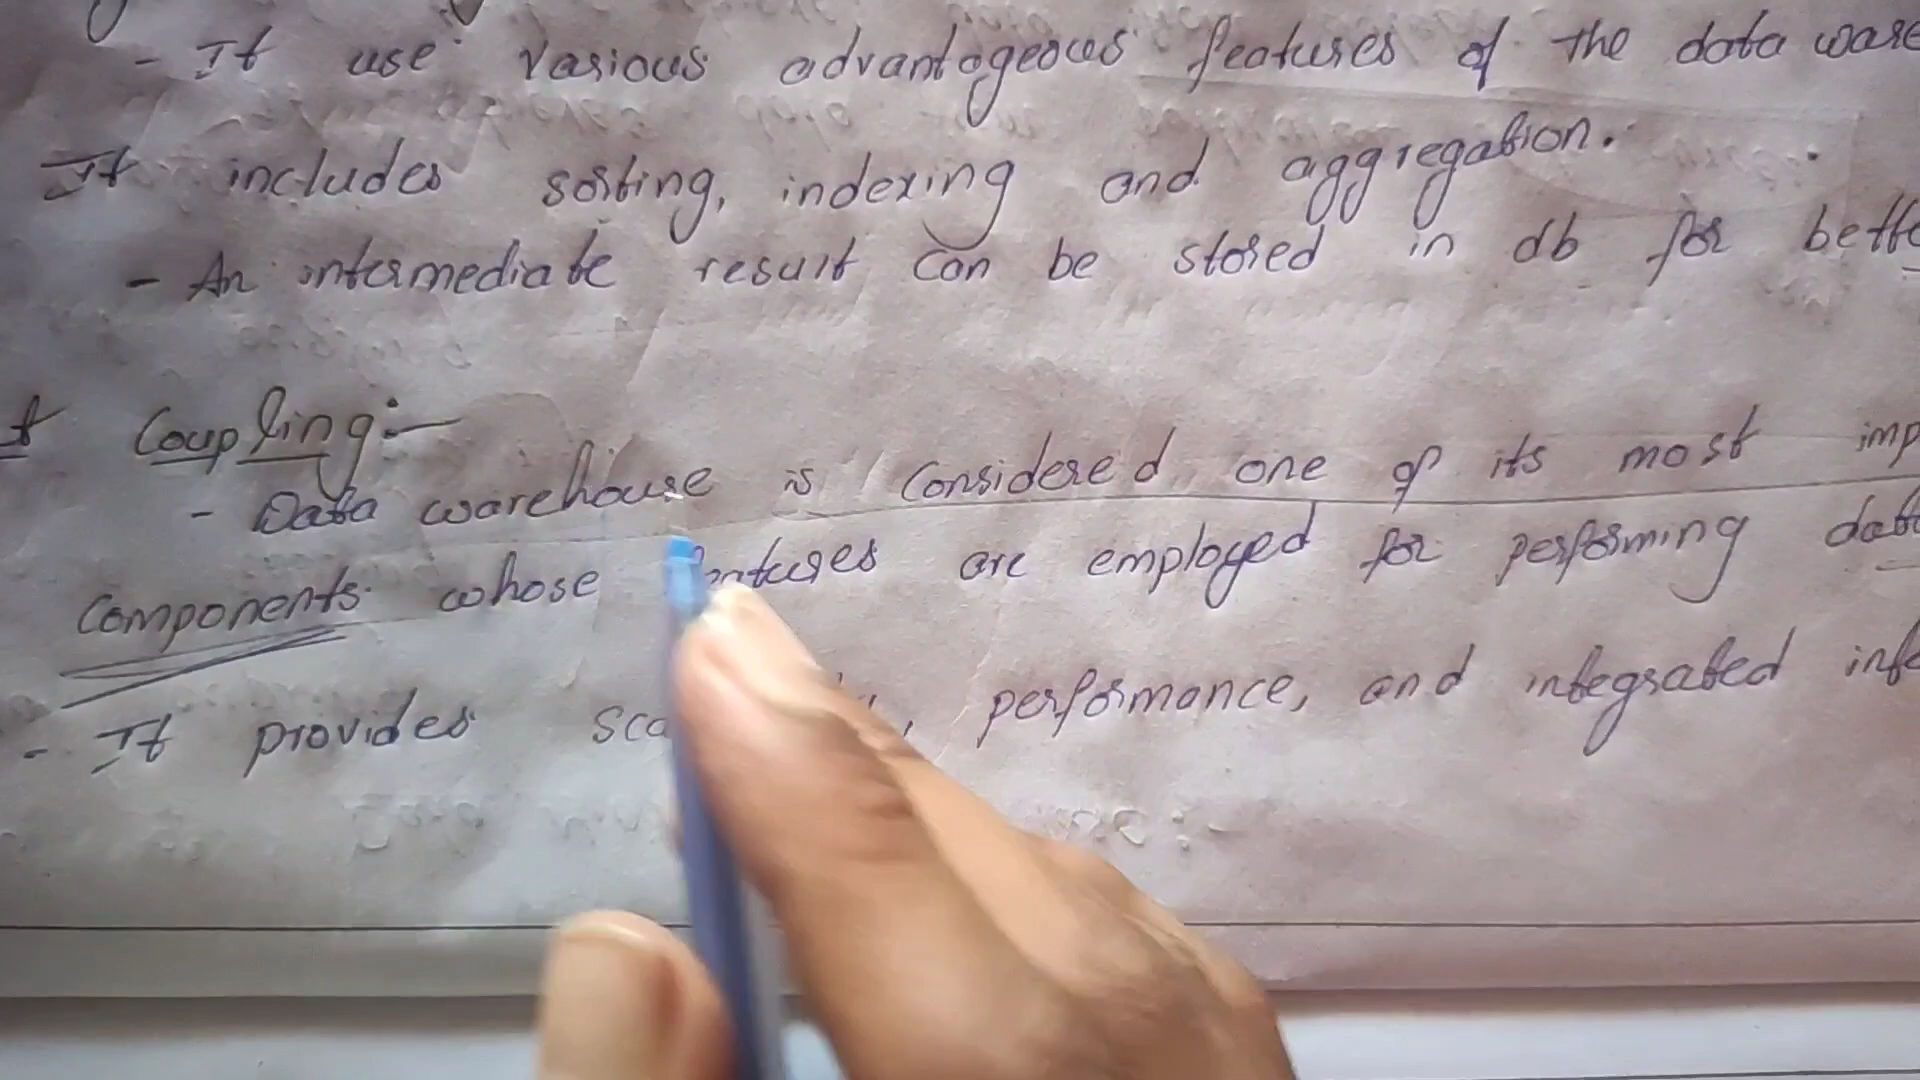 - It use various advantageous features of the data ware
It includes sorting, indexing and aggregation.
- An intermediate result can be stored in db for bette
t Coupling:-
- Data warehouse is considered one of its most imp
components whose features are employed for performing dat
- It provides sca , performance, and integrated inf